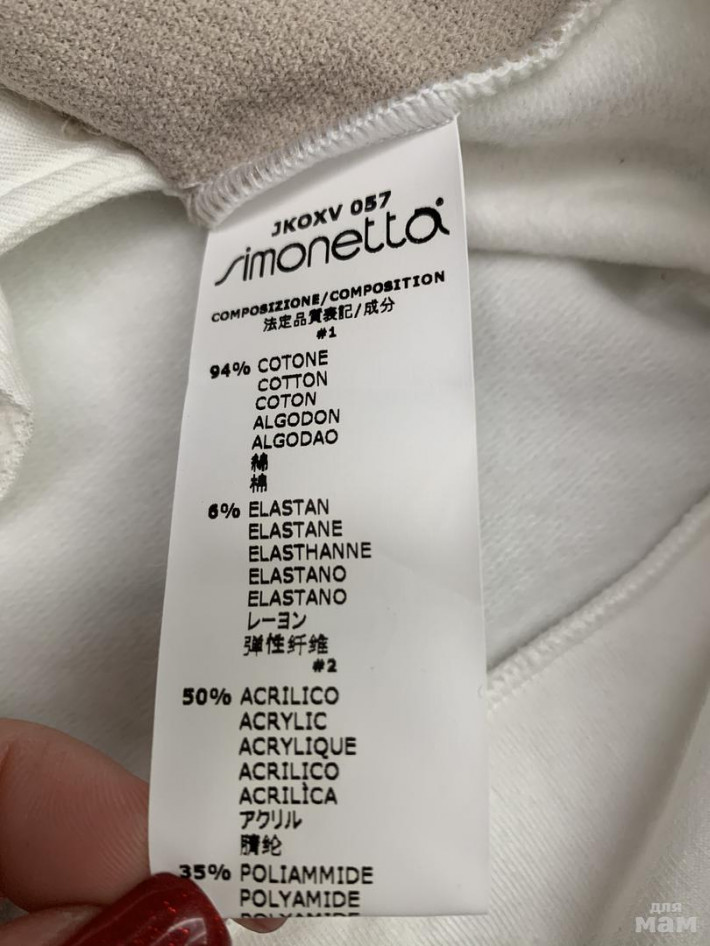 JKOXV 057
simonetta
COMPOSIZIONE/COMPOSITION
法定品質表記/成分
#1
94% COTONE
COTTON
COTON
ALGODON
ALGODAO
綿
棉
6% ELASTAN
ELASTANE
ELASTHANNE
ELASTANO
ELASTANO
レーヨン
弹性纤维
#2
50% ACRILICO
ACRYLIC
ACRYLIQUE
ACRILICO
ACRILÌCA
アクリル
腈纶
35% POLIAMMIDE
POLYAMIDE
для
мам